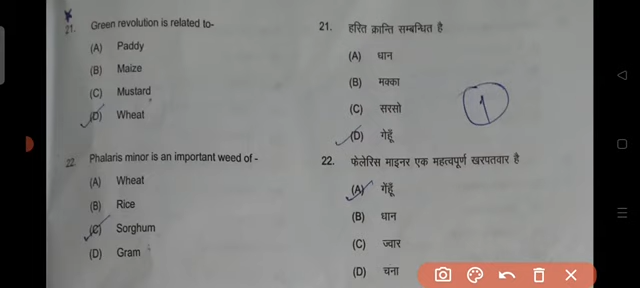 21. Green revolution is related to-
(A) Paddy
(B) Maize
(C) Mustard
(D) Wheat
22. Phalaris minor is an important weed of -
(A) Wheat
(B) Rice
(C) Sorghum
(D) Gram
21. हरित क्रान्ति सम्बन्धित है
(A) धान
(B) मक्का
(C) सरसो
(D) गेहूँ
1
22. फेलेरिस माइनर एक महत्वपूर्ण खरपतवार है
(A) गेंहूँ
(B) धान
(C) ज्वार
(D) चना